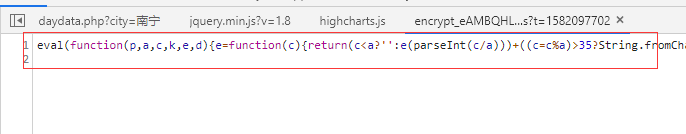 daydata.php?city=南宁 jquery.min.js?v=1.8 highcharts.js encrypt_eAMBQHL...s?t=1582097702 ×
1 eval(function(p,a,c,k,e,d){e=function(c){return(c<a?'':e(parseInt(c/a)))+((c=c%a)>35?String.fromCha
2